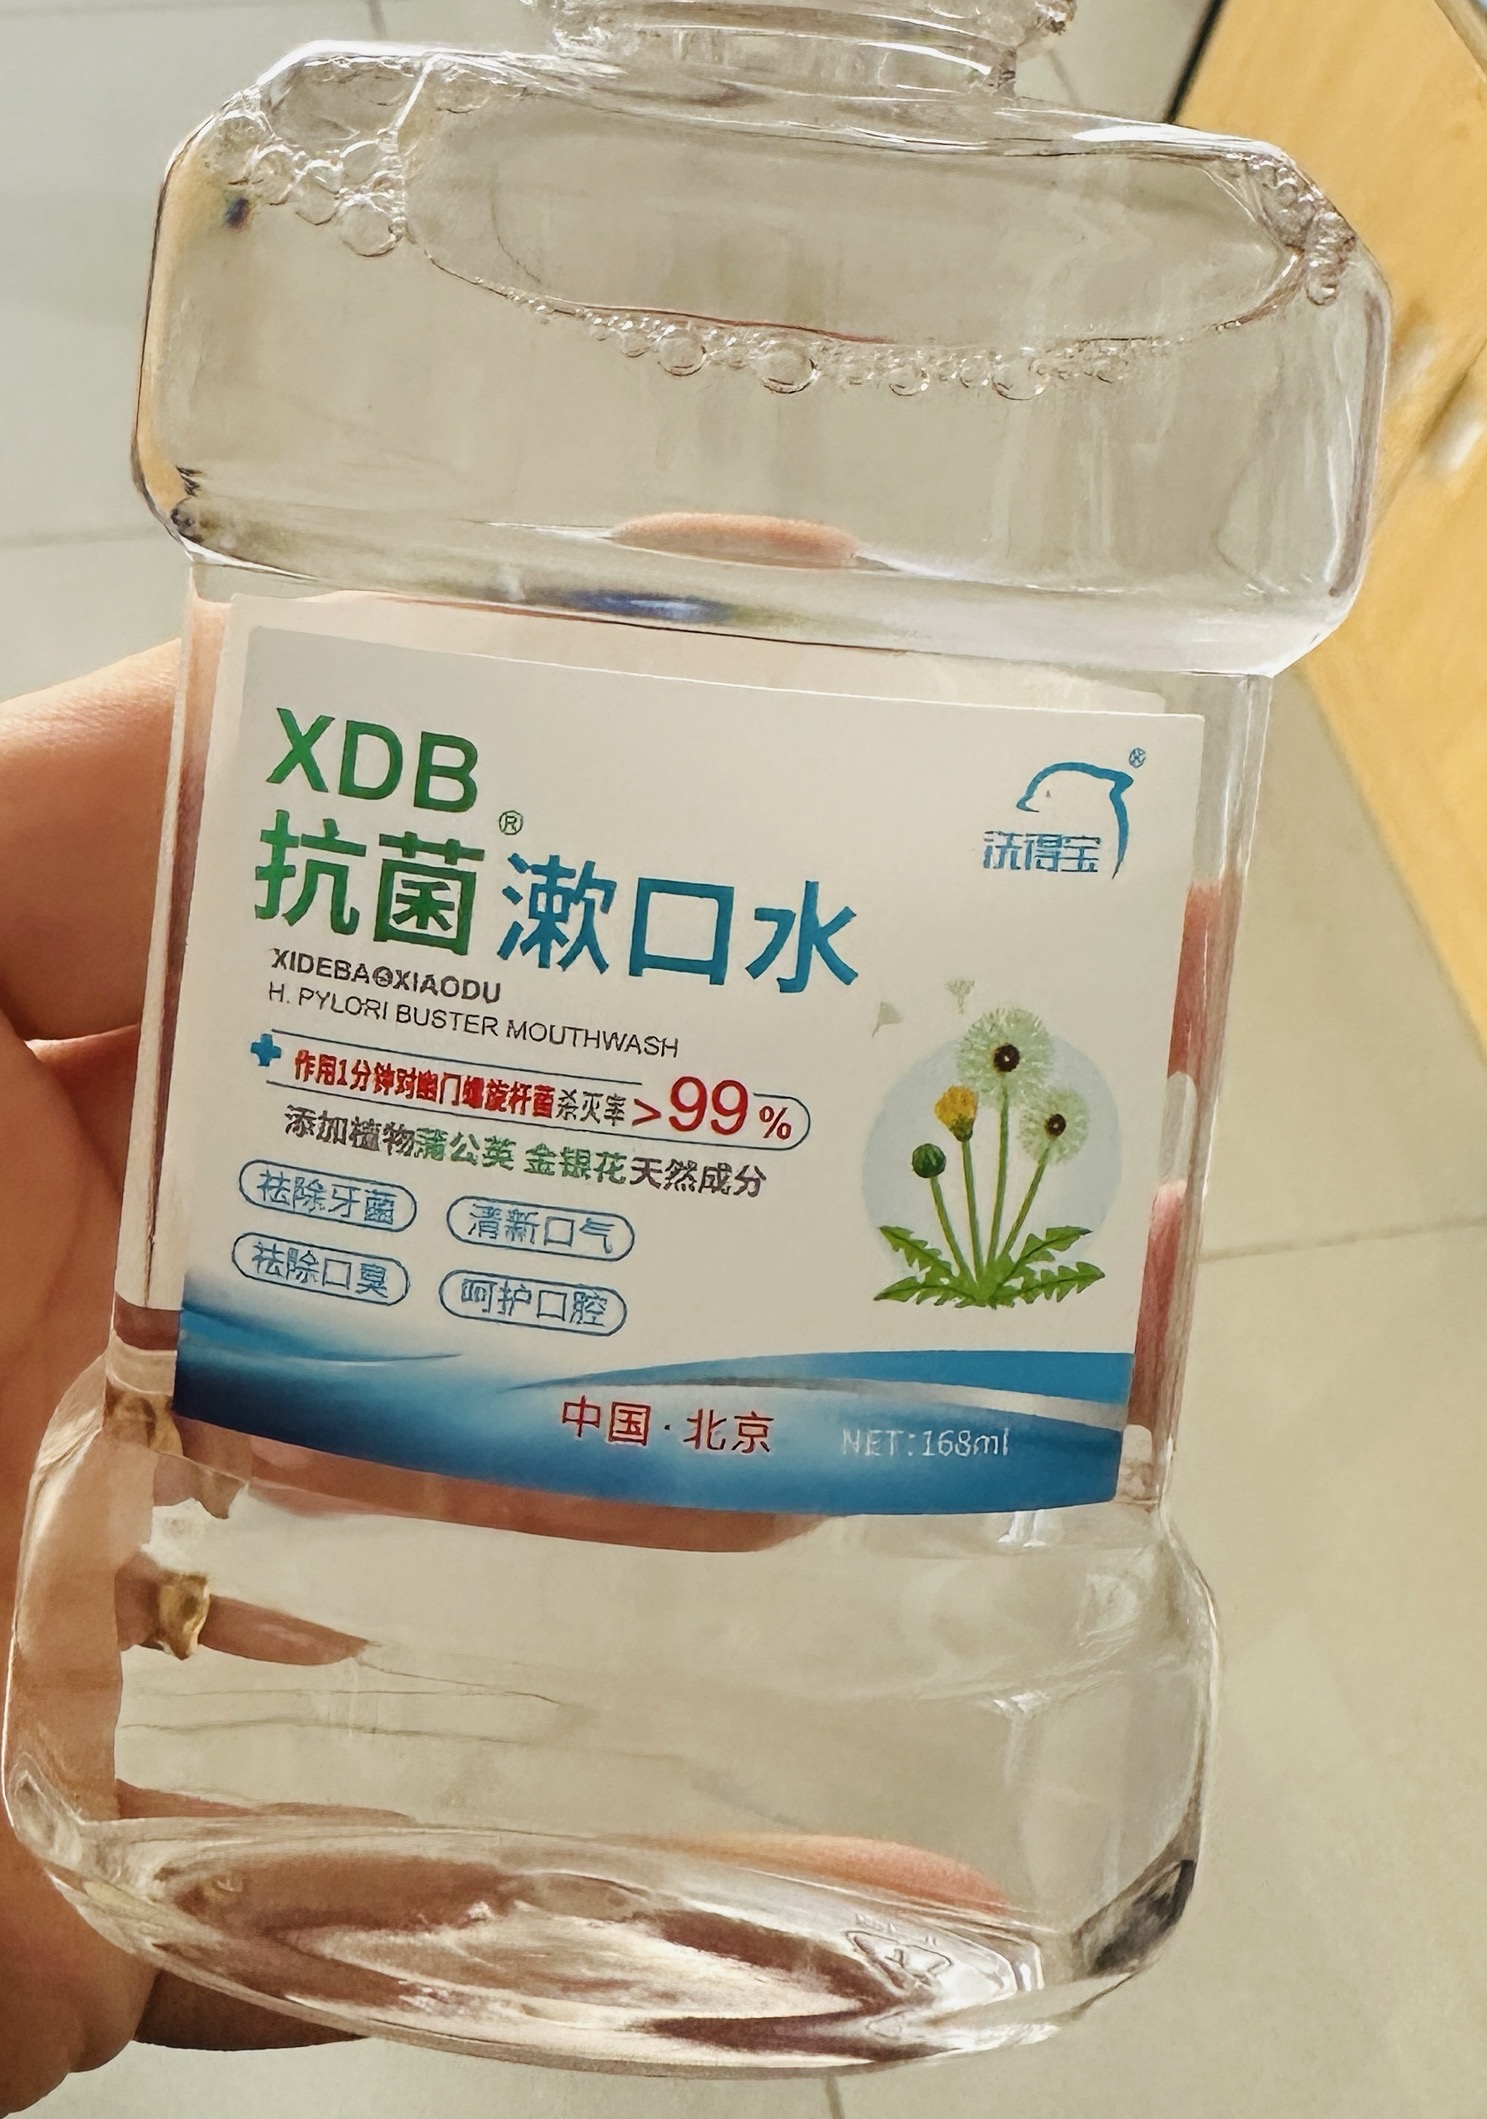 XDB
抗菌®漱口水
洗得宝®
XIDEBAO®XIAODU
H. PYLORI BUSTER MOUTHWASH
作用1分钟对幽门螺旋杆菌杀灭率>99%
添加植物蒲公英 金银花天然成分
祛除牙菌 清新口气
祛除口臭 呵护口腔
中国·北京 NET:168ml